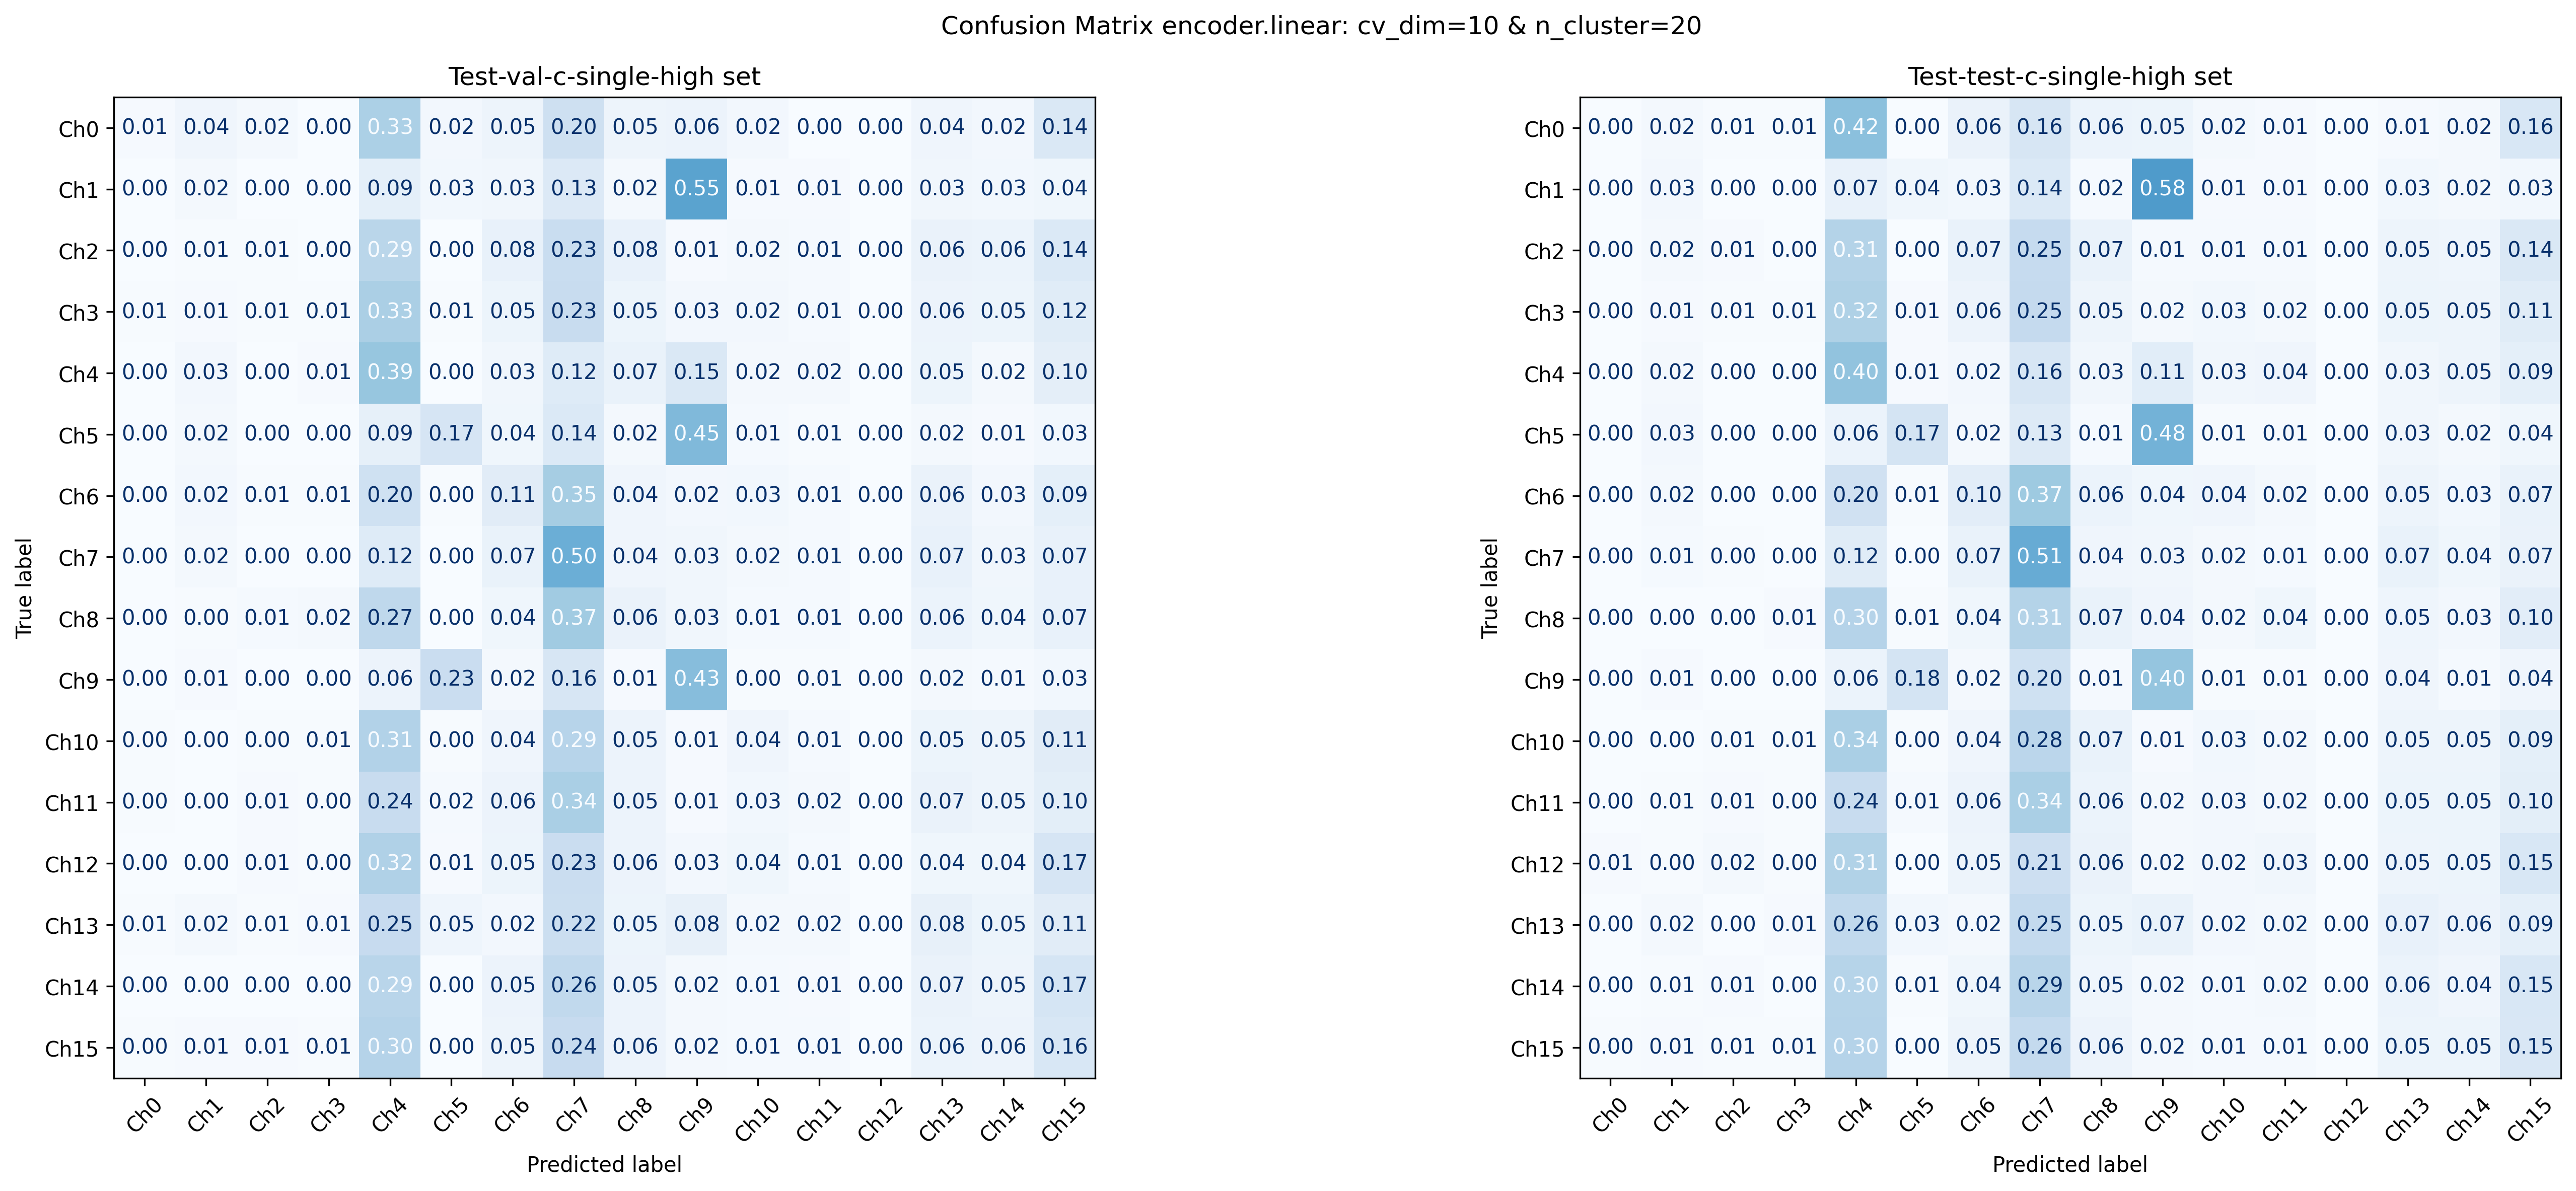 Confusion Matrix encoder.linear: cv_dim=10 & n_cluster=20
Test-val-c-single-high set
Ch0 0.01 0.04 0.02 0.00 0.33 0.02 0.05 0.20 0.05 0.06 0.02 0.00 0.00 0.04 0.02 0.14
Ch1 0.00 0.02 0.00 0.00 0.09 0.03 0.03 0.13 0.02 0.55 0.01 0.01 0.00 0.03 0.03 0.04
Ch2 0.00 0.01 0.01 0.00 0.29 0.00 0.08 0.23 0.08 0.01 0.02 0.01 0.00 0.06 0.06 0.14
Ch3 0.01 0.01 0.01 0.01 0.33 0.01 0.05 0.23 0.05 0.03 0.02 0.01 0.00 0.06 0.05 0.12
Ch4 0.00 0.03 0.00 0.01 0.39 0.00 0.03 0.12 0.07 0.15 0.02 0.02 0.00 0.05 0.02 0.10
Ch5 0.00 0.02 0.00 0.00 0.09 0.17 0.04 0.14 0.02 0.45 0.01 0.01 0.00 0.02 0.01 0.03
Ch6 0.00 0.02 0.01 0.01 0.20 0.00 0.11 0.35 0.04 0.02 0.03 0.01 0.00 0.06 0.03 0.09
Ch7 0.00 0.02 0.00 0.00 0.12 0.00 0.07 0.50 0.04 0.03 0.02 0.01 0.00 0.07 0.03 0.07
Ch8 0.00 0.00 0.01 0.02 0.27 0.00 0.04 0.37 0.06 0.03 0.01 0.01 0.00 0.06 0.04 0.07
Ch9 0.00 0.01 0.00 0.00 0.06 0.23 0.02 0.16 0.01 0.43 0.00 0.01 0.00 0.02 0.01 0.03
Ch10 0.00 0.00 0.00 0.01 0.31 0.00 0.04 0.29 0.05 0.01 0.04 0.01 0.00 0.05 0.05 0.11
Ch11 0.00 0.00 0.01 0.00 0.24 0.02 0.06 0.34 0.05 0.01 0.03 0.02 0.00 0.07 0.05 0.10
Ch12 0.00 0.00 0.01 0.00 0.32 0.01 0.05 0.23 0.06 0.03 0.04 0.01 0.00 0.04 0.04 0.17
Ch13 0.01 0.02 0.01 0.01 0.25 0.05 0.02 0.22 0.05 0.08 0.02 0.02 0.00 0.08 0.05 0.11
Ch14 0.00 0.00 0.00 0.00 0.29 0.00 0.05 0.26 0.05 0.02 0.01 0.01 0.00 0.07 0.05 0.17
Ch15 0.00 0.01 0.01 0.01 0.30 0.00 0.05 0.24 0.06 0.02 0.01 0.01 0.00 0.06 0.06 0.16
Ch0 Ch1 Ch2 Ch3 Ch4 Ch5 Ch6 Ch7 Ch8 Ch9 Ch10 Ch11 Ch12 Ch13 Ch14 Ch15
True label
Predicted label
Test-test-c-single-high set
Ch0 0.00 0.02 0.01 0.01 0.42 0.00 0.06 0.16 0.06 0.05 0.02 0.01 0.00 0.01 0.02 0.16
Ch1 0.00 0.03 0.00 0.00 0.07 0.04 0.03 0.14 0.02 0.58 0.01 0.01 0.00 0.03 0.02 0.03
Ch2 0.00 0.02 0.01 0.00 0.31 0.00 0.07 0.25 0.07 0.01 0.01 0.01 0.00 0.05 0.05 0.14
Ch3 0.00 0.01 0.01 0.01 0.32 0.01 0.06 0.25 0.05 0.02 0.03 0.02 0.00 0.05 0.05 0.11
Ch4 0.00 0.02 0.00 0.00 0.40 0.01 0.02 0.16 0.03 0.11 0.03 0.04 0.00 0.03 0.05 0.09
Ch5 0.00 0.03 0.00 0.00 0.06 0.17 0.02 0.13 0.01 0.48 0.01 0.01 0.00 0.03 0.02 0.04
Ch6 0.00 0.02 0.00 0.00 0.20 0.01 0.10 0.37 0.06 0.04 0.04 0.02 0.00 0.05 0.03 0.07
Ch7 0.00 0.01 0.00 0.00 0.12 0.00 0.07 0.51 0.04 0.03 0.02 0.01 0.00 0.07 0.04 0.07
Ch8 0.00 0.00 0.00 0.01 0.30 0.01 0.04 0.31 0.07 0.04 0.02 0.04 0.00 0.05 0.03 0.10
Ch9 0.00 0.01 0.00 0.00 0.06 0.18 0.02 0.20 0.01 0.40 0.01 0.01 0.00 0.04 0.01 0.04
Ch10 0.00 0.00 0.01 0.01 0.34 0.00 0.04 0.28 0.07 0.01 0.03 0.02 0.00 0.05 0.05 0.09
Ch11 0.00 0.01 0.01 0.00 0.24 0.01 0.06 0.34 0.06 0.02 0.03 0.02 0.00 0.05 0.05 0.10
Ch12 0.01 0.00 0.02 0.00 0.31 0.00 0.05 0.21 0.06 0.02 0.02 0.03 0.00 0.05 0.05 0.15
Ch13 0.00 0.02 0.00 0.01 0.26 0.03 0.02 0.25 0.05 0.07 0.02 0.02 0.00 0.07 0.06 0.09
Ch14 0.00 0.01 0.01 0.00 0.30 0.01 0.04 0.29 0.05 0.02 0.01 0.02 0.00 0.06 0.04 0.15
Ch15 0.00 0.01 0.01 0.01 0.30 0.00 0.05 0.26 0.06 0.02 0.01 0.01 0.00 0.05 0.05 0.15
Ch0 Ch1 Ch2 Ch3 Ch4 Ch5 Ch6 Ch7 Ch8 Ch9 Ch10 Ch11 Ch12 Ch13 Ch14 Ch15
True label
Predicted label